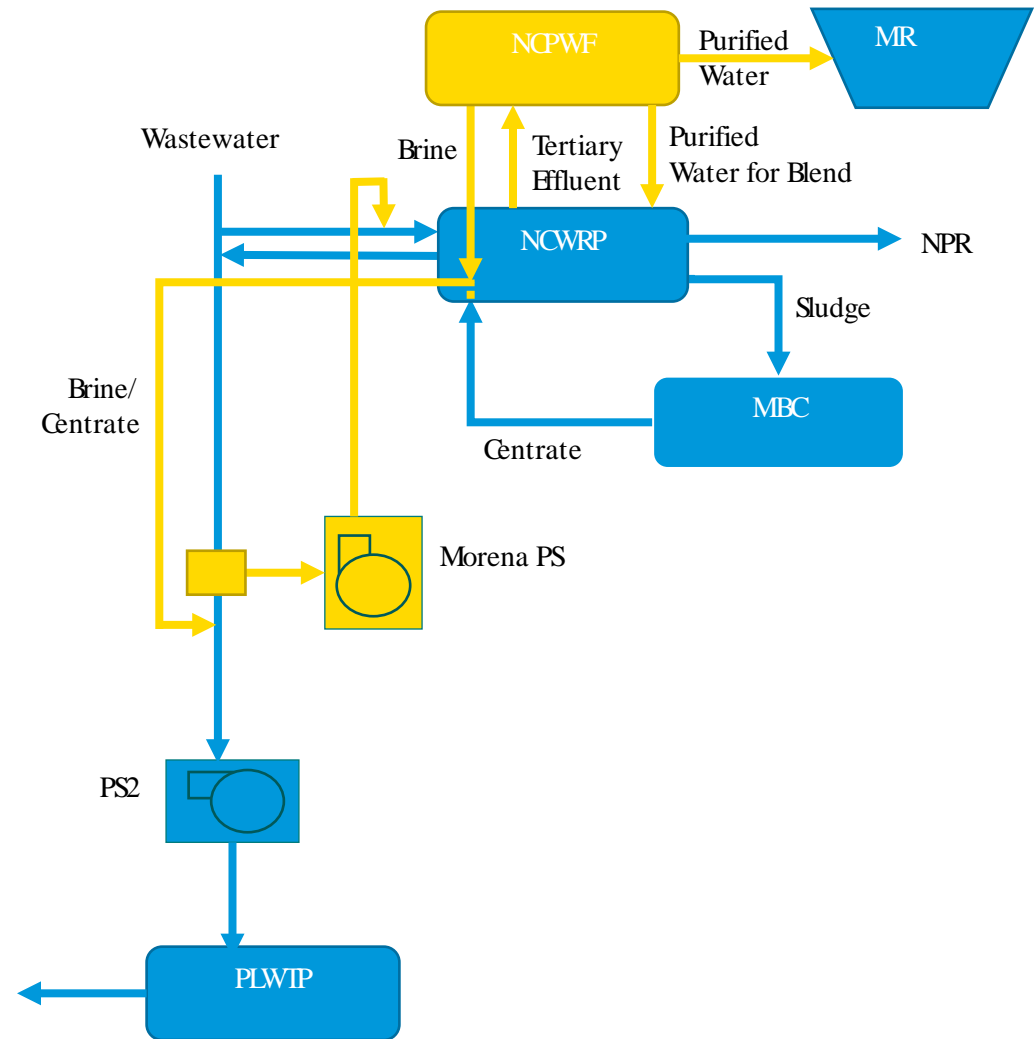 NCPWF
Purified
Water
MR
Wastewater
Brine
Tertiary
Effluent
Purified
Water for Blend
NCWRP
NPR
Sludge
Brine/
Centrate
MBC
Centrate
Morena PS
PS2
PLWTP